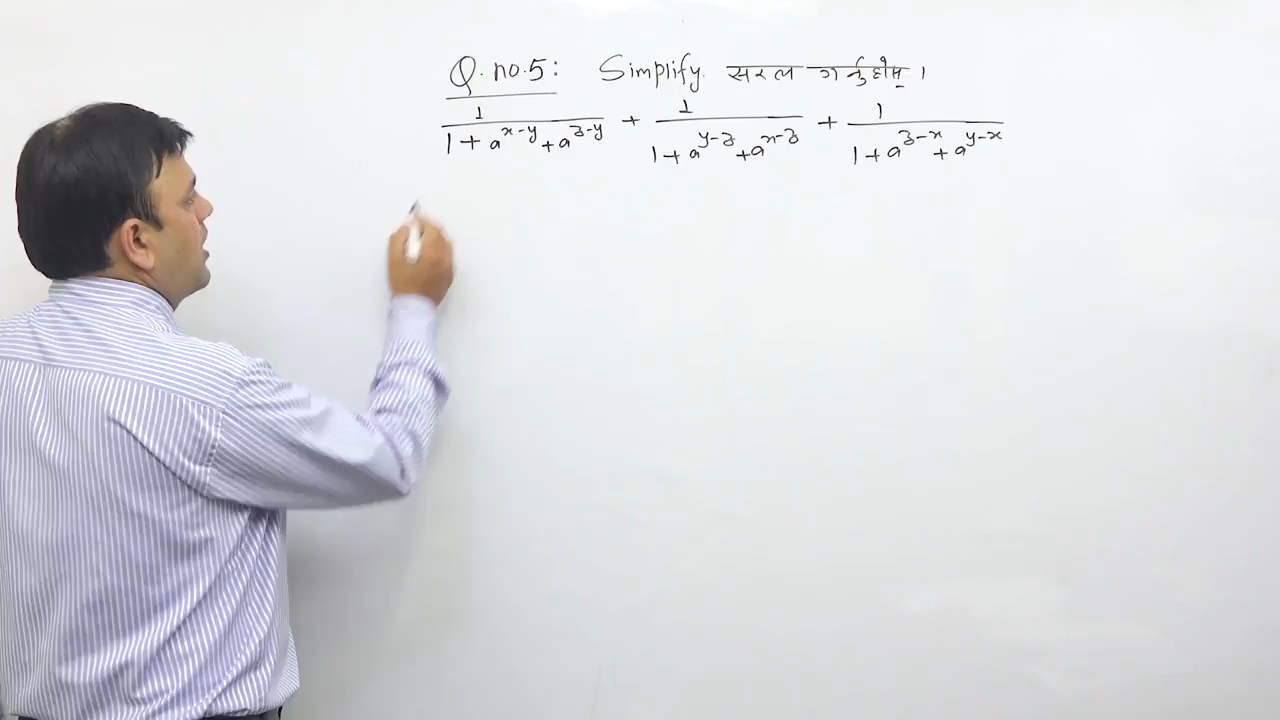 Q. no.5: Simplify. सरल गर्नुहोस् ।
1/(1+a^(x-y)+a^(z-y)) + 1/(1+a^(y-z)+a^(x-z)) + 1/(1+a^(z-x)+a^(y-x))